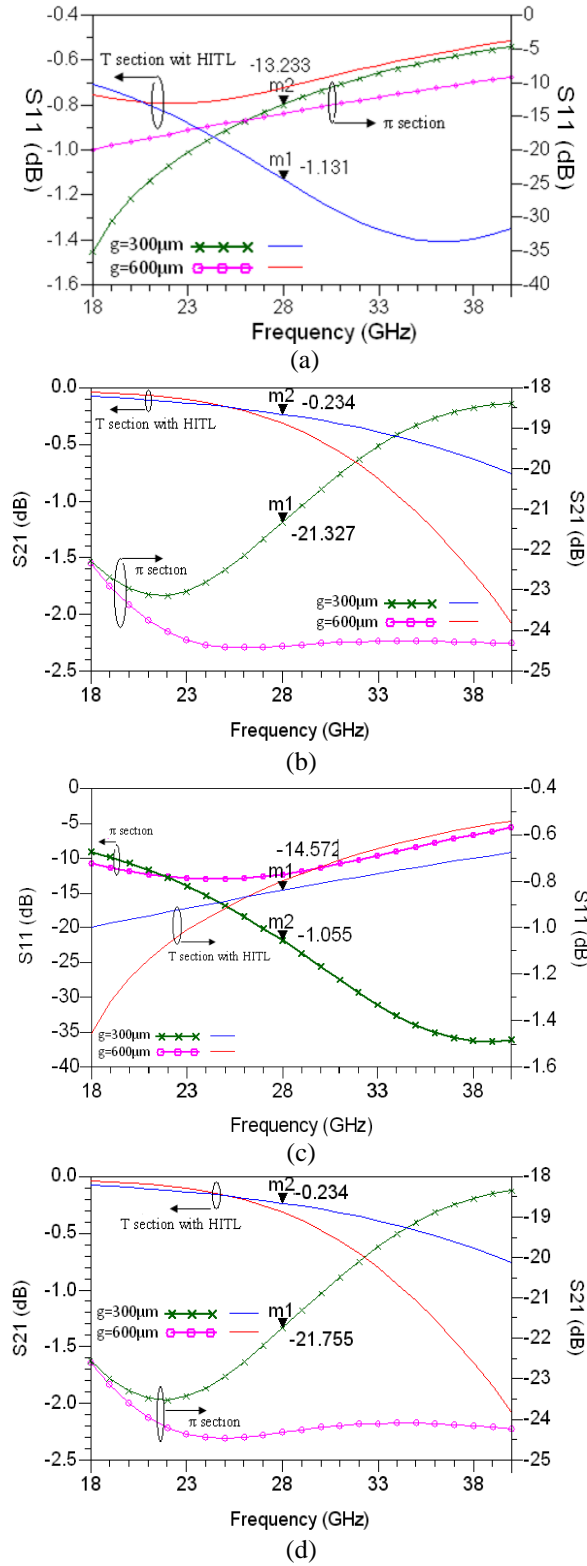 -0.4
-0.6
-0.8
-1.0
-1.2
-1.4
-1.6
S11 (dB)
T section wit HITL
-13.233
m2
π section
m1
-1.131
g=300μm
g=600μm
0
-5
-10
-15
-20
-25
-30
-35
-40
S11 (dB)
18 23 28 33 38
Frequency (GHz)
(a)
0.0
-0.5
-1.0
-1.5
-2.0
-2.5
S21 (dB)
T section with HITL
m2
-0.234
m1
-21.327
π section
g=300μm
g=600μm
-18
-19
-20
-21
-22
-23
-24
-25
S21 (dB)
18 23 28 33 38
Frequency (GHz)
(b)
0
-5
-10
-15
-20
-25
-30
-35
-40
S11 (dB)
π section
-14.572
m1
m2
-1.055
T section with HITL
g=300μm
g=600μm
-0.4
-0.6
-0.8
-1.0
-1.2
-1.4
-1.6
S11 (dB)
18 23 28 33 38
Frequency (GHz)
(c)
0.0
-0.5
-1.0
-1.5
-2.0
-2.5
S21 (dB)
m2
-0.234
T section with HITL
g=300μm
g=600μm
m1
-21.755
π section
-18
-19
-20
-21
-22
-23
-24
-25
S21 (dB)
18 23 28 33 38
Frequency (GHz)
(d)